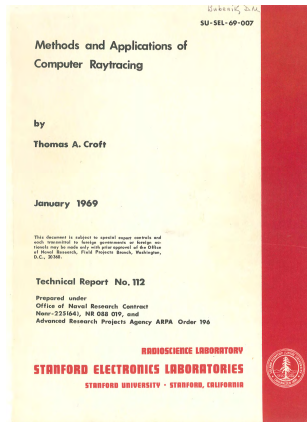 SU-SEL-69-007
Methods and Applications of
Computer Raytracing
by
Thomas A. Croft
January 1969
This document is subject to special export controls and
each transmittal to foreign governments or foreign na-
tionals may be made only with prior approval of the Office
of Naval Research, Field Projects Branch, Washington,
D.C., 20360.
Technical Report No. 112
Prepared under
Office of Naval Research Contract
Nonr-225(64), NR 088 019, and
Advanced Research Projects Agency ARPA Order 196
RADIOSCIENCE LABORATORY
STANFORD ELECTRONICS LABORATORIES
STANFORD UNIVERSITY · STANFORD, CALIFORNIA